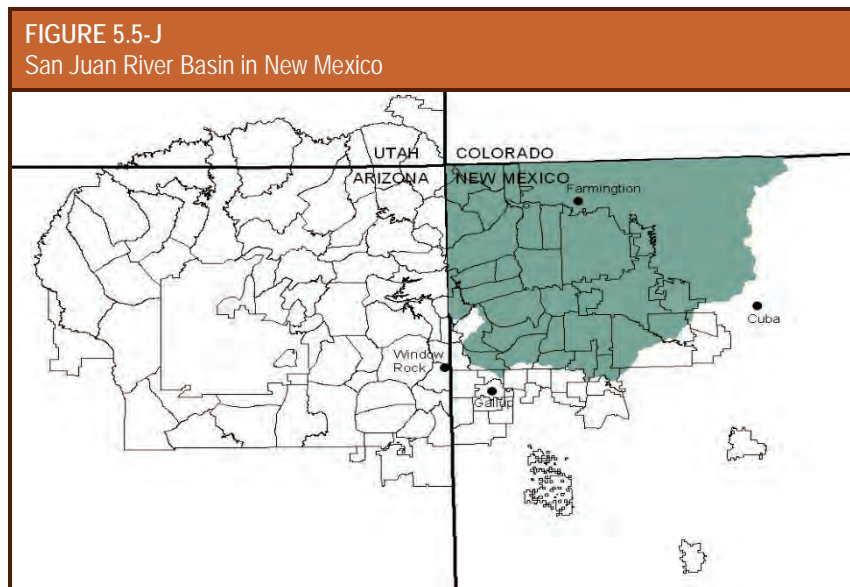 FIGURE 5.5-J
San Juan River Basin in New Mexico
UTAH
COLORADO
ARIZONA
NEW MEXICO
Farmington
Cuba
Window
Rock
Gallup